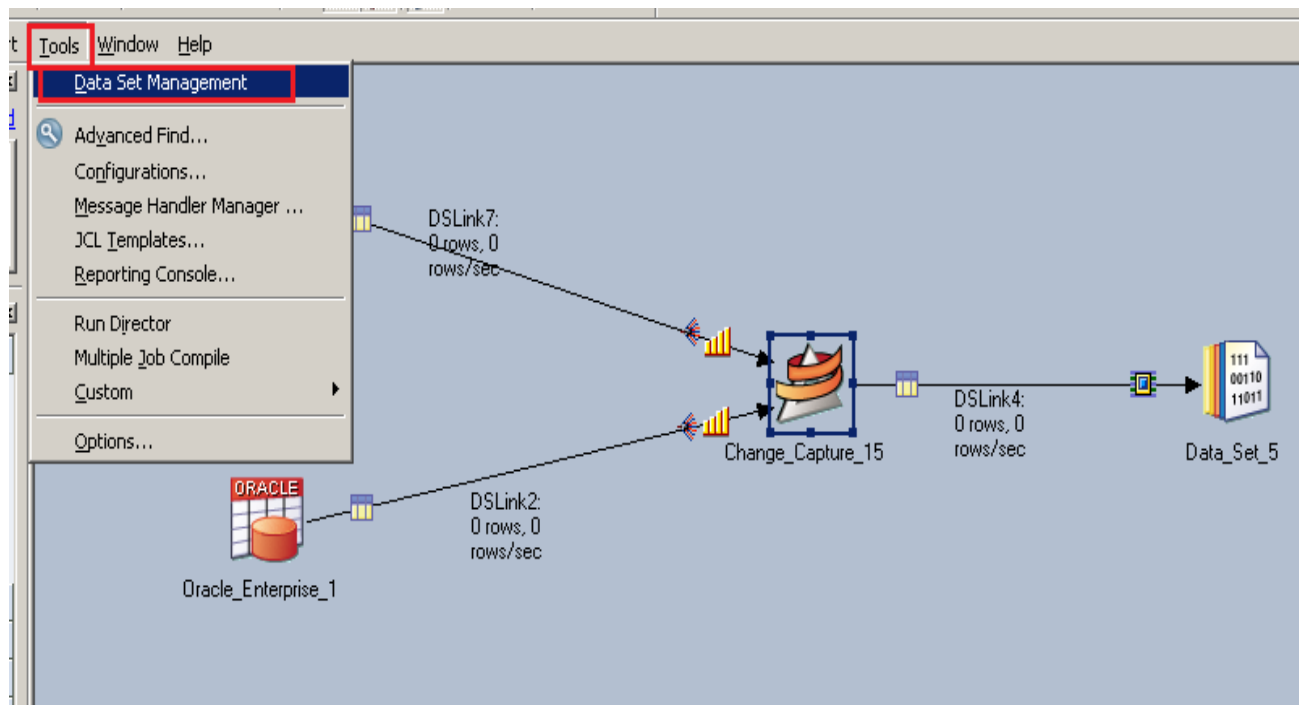 Tools Window Help
Data Set Management
Advanced Find...
Configurations...
Message Handler Manager ...
JCL Templates...
Reporting Console...
Run Director
Multiple Job Compile
Custom
Options...
DSLink7:
0 rows, 0
rows/sec
Change_Capture_15
DSLink4:
0 rows, 0
rows/sec
111
00110
11011
Data_Set_5
ORACLE
Oracle_Enterprise_1
DSLink2:
0 rows, 0
rows/sec